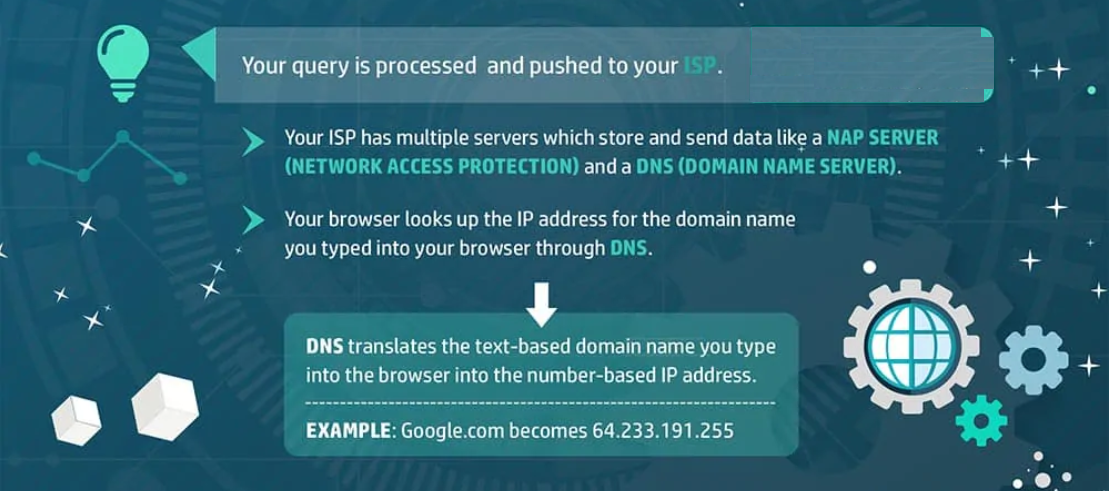 Your query is processed and pushed to your ISP.
Your ISP has multiple servers which store and send data like a NAP SERVER
(NETWORK ACCESS PROTECTION) and a DNS (DOMAIN NAME SERVER).
Your browser looks up the IP address for the domain name
you typed into your browser through DNS.
DNS translates the text-based domain name you type
into the browser into the number-based IP address.
EXAMPLE: Google.com becomes 64.233.191.255